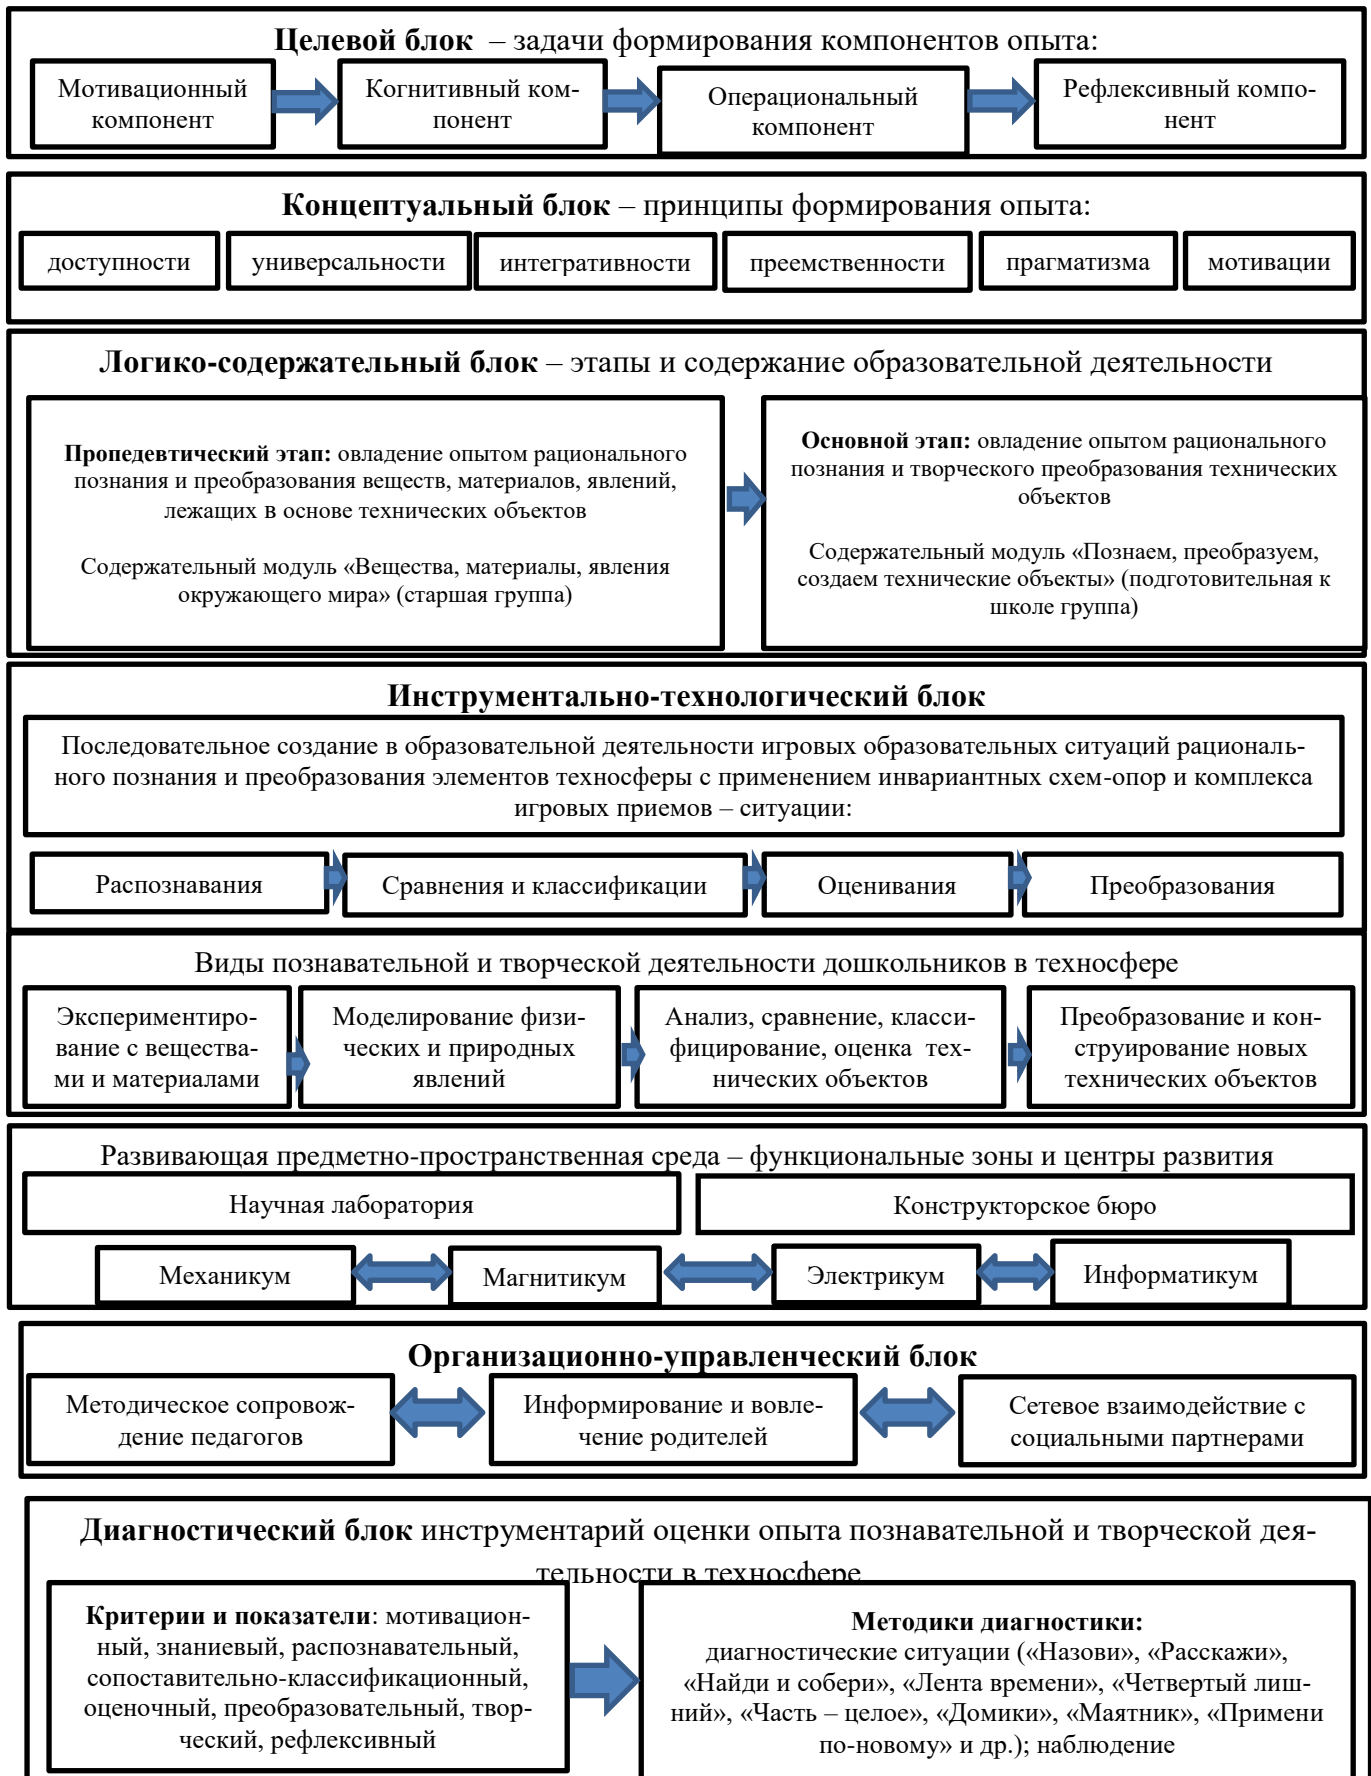 Целевой блок – задачи формирования компонентов опыта:
Мотивационный
компонент
Когнитивный ком-
понент
Операциональный
компонент
Рефлексивный компо-
нент
Концептуальный блок – принципы формирования опыта:
доступности
универсальности
интегративности
преемственности
прагматизма
мотивации
Логико-содержательный блок – этапы и содержание образовательной деятельности
Пропедевтический этап: овладение опытом рационального
познания и преобразования веществ, материалов, явлений,
лежащих в основе технических объектов
Содержательный модуль «Вещества, материалы, явления
окружающего мира» (старшая группа)
Основной этап: овладение опытом рационального
познания и творческого преобразования технических
объектов
Содержательный модуль «Познаем, преобразуем,
создаем технические объекты» (подготовительная к
школе группа)
Инструментально-технологический блок
Последовательное создание в образовательной деятельности игровых образовательных ситуаций рациональ-
ного познания и преобразования элементов техносферы с применением инвариантных схем-опор и комплекса
игровых приемов – ситуации:
Распознавания
Сравнения и классификации
Оценивания
Преобразования
Виды познавательной и творческой деятельности дошкольников в техносфере
Экспериментиро-
вание с вещества-
ми и материалами
Моделирование физи-
ческих и природных
явлений
Анализ, сравнение, класси-
фицирование, оценка тех-
нических объектов
Преобразование и кон-
струирование новых
технических объектов
Развивающая предметно-пространственная среда – функциональные зоны и центры развития
Научная лаборатория
Конструкторское бюро
Механикум
Магнитикум
Электрикум
Информатикум
Организационно-управленческий блок
Методическое сопровож-
дение педагогов
Информирование и вовле-
чение родителей
Сетевое взаимодействие с
социальными партнерами
Диагностический блок инструментарий оценки опыта познавательной и творческой дея-
тельности в техносфере
Критерии и показатели: мотивацион-
ный, знаниевый, распознавательный,
сопоставительно-классификационный,
оценочный, преобразовательный, твор-
ческий, рефлексивный
Методики диагностики:
диагностические ситуации («Назови», «Расскажи»,
«Найди и собери», «Лента времени», «Четвертый лиш-
ний», «Часть – целое», «Домики», «Маятник», «Примени
по-новому» и др.); наблюдение